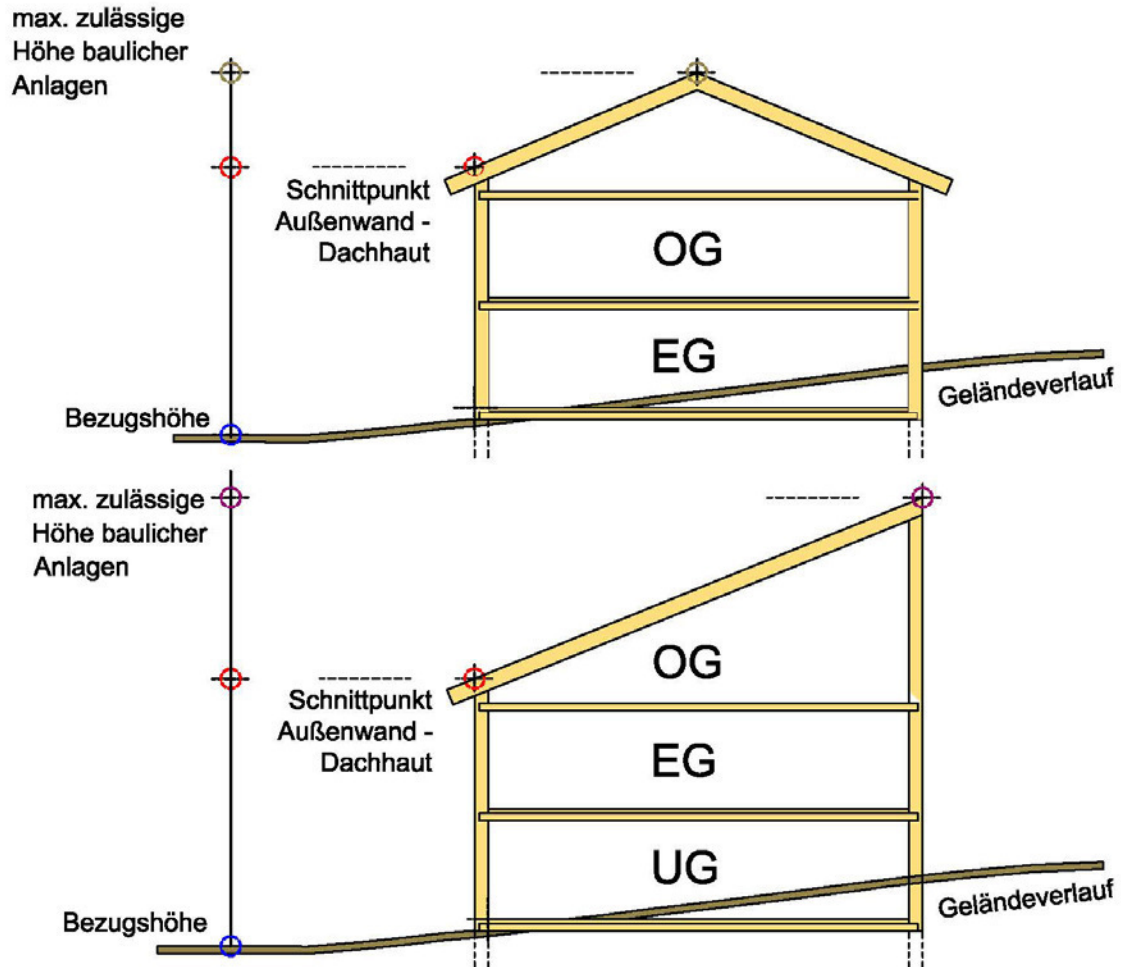 max. zulässige
Höhe baulicher
Anlagen
Schnittpunkt
Außenwand -
Dachhaut
OG
EG
Geländeverlauf
Bezugshöhe
max. zulässige
Höhe baulicher
Anlagen
OG
Schnittpunkt
Außenwand -
Dachhaut
EG
UG
Geländeverlauf
Bezugshöhe